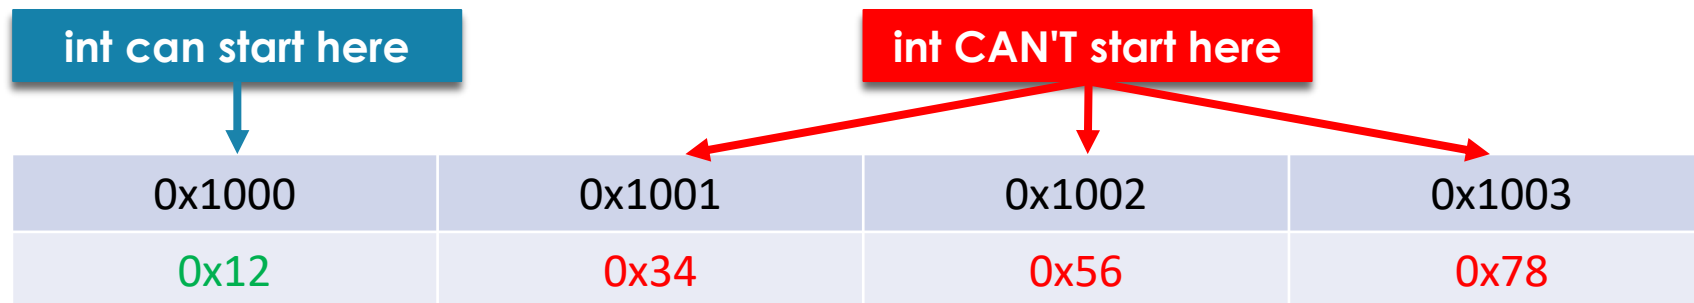 int can start here
int CAN'T start here
0x1000 0x1001 0x1002 0x1003
0x12 0x34 0x56 0x78